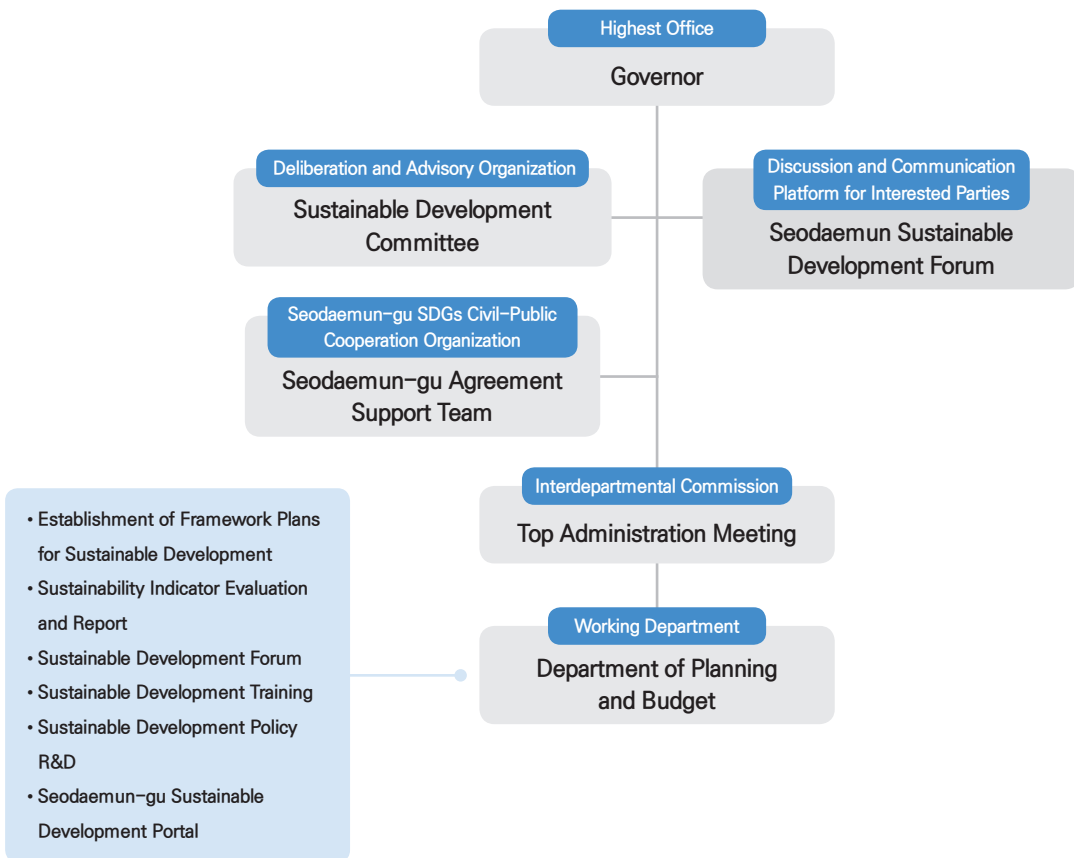 Highest Office
Governor
Deliberation and Advisory Organization
Sustainable Development
Committee
Discussion and Communication
Platform for Interested Parties
Seodaemun Sustainable
Development Forum
Seodaemun-gu SDGs Civil-Public
Cooperation Organization
Seodaemun-gu Agreement
Support Team
Interdepartmental Commission
Top Administration Meeting
Working Department
Department of Planning
and Budget
• Establishment of Framework Plans
for Sustainable Development
• Sustainability Indicator Evaluation
and Report
• Sustainable Development Forum
• Sustainable Development Training
• Sustainable Development Policy
R&D
• Seodaemun-gu Sustainable
Development Portal